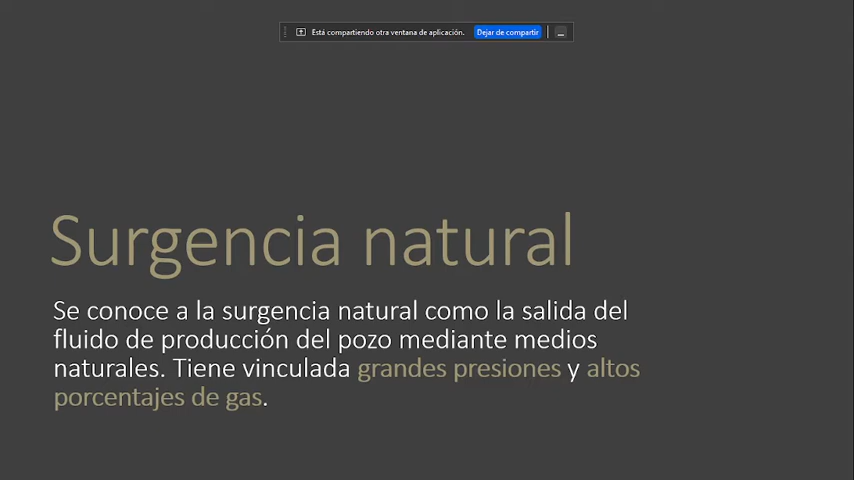 Está compartiendo otra ventana de aplicación. Dejar de compartir
Surgencia natural
Se conoce a la surgencia natural como la salida del
fluido de producción del pozo mediante medios
naturales. Tiene vinculada grandes presiones y altos
porcentajes de gas.